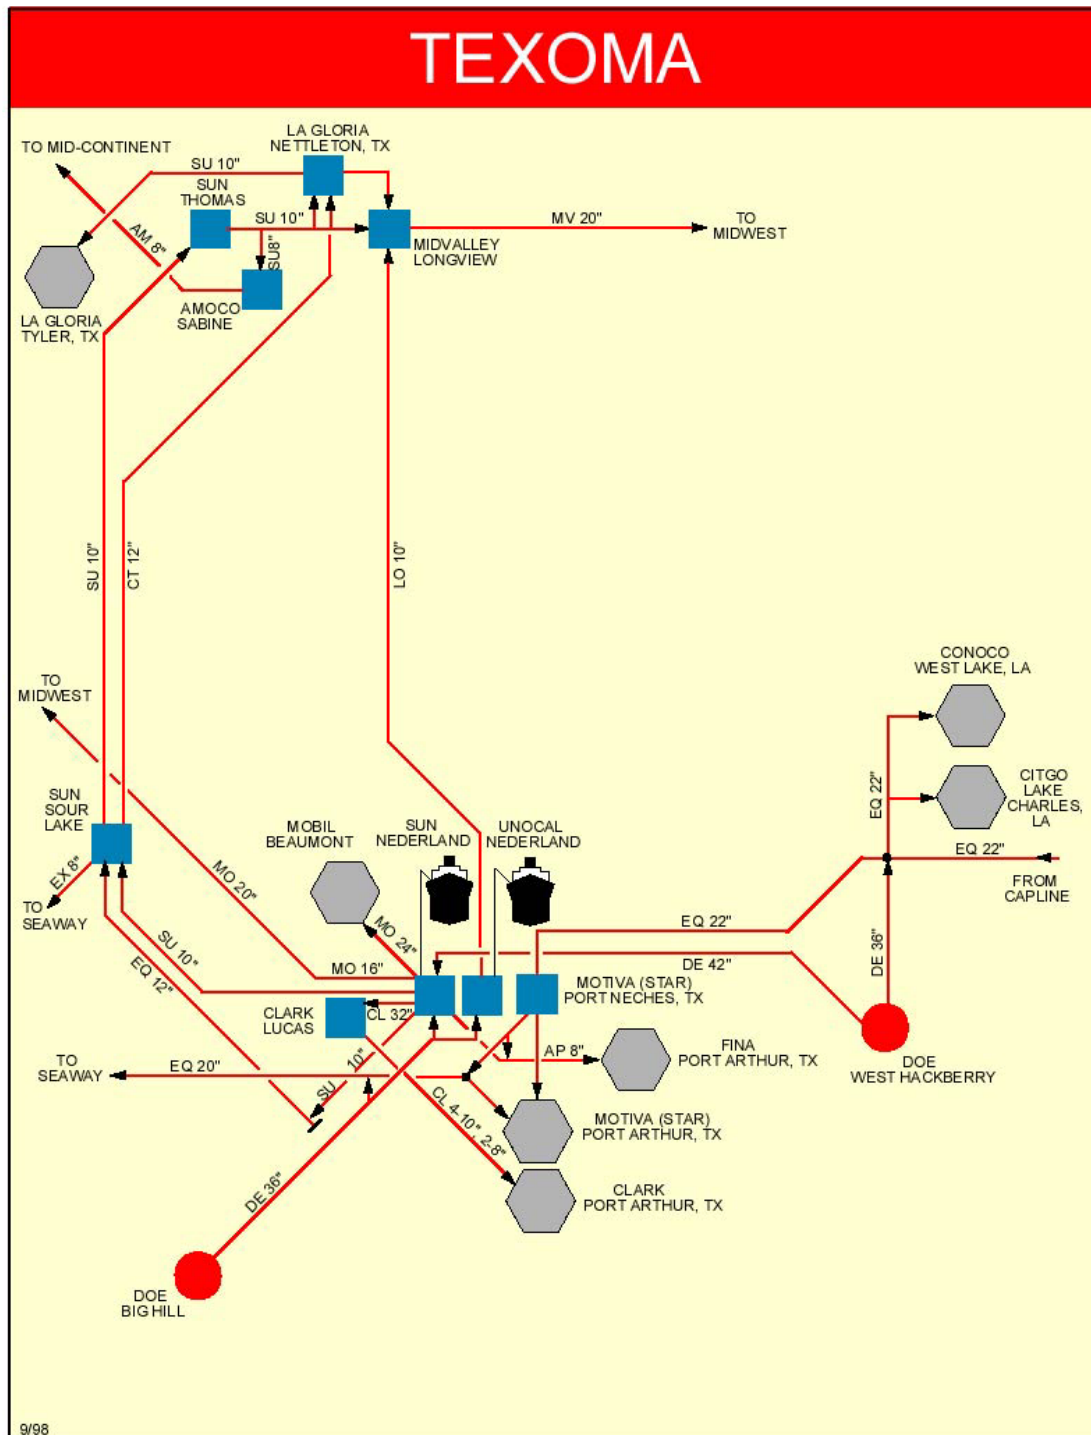 TEXOMA
TO MID-CONTINENT
LA GLORIA
NETTLETON, TX
SU 10"
SUN
THOMAS
SU 10"
MV 20"
TO
MIDWEST
AM 8"
SU8"
MIDVALLEY
LONGVIEW
LA GLORIA
TYLER, TX
AMOCO
SABINE
SU 10"
CT 12"
LO 10"
TO
MIDWEST
CONOCO
WEST LAKE, LA
SUN
SOUR
LAKE
EQ 22"
CITGO
LAKE
CHARLES,
LA
MOBIL
BEAUMONT
SUN
NEDERLAND
UNOCAL
NEDERLAND
EX 8"
MO 20"
EQ 22"
FROM
CAPLINE
TO
SEAWAY
SU 10"
EQ 12"
MO 24"
EQ 22"
DE 36"
MO 16"
DE 42"
CLARK
LUCAS
CL 32"
MOTIVA (STAR)
PORT NECHES, TX
TO
SEAWAY
EQ 20"
SU 10"
AP 8"
FINA
PORT ARTHUR, TX
DOE
WEST HACKBERRY
CL 4-10", 2-8"
MOTIVA (STAR)
PORT ARTHUR, TX
DE 36"
CLARK
PORT ARTHUR, TX
DOE
BIG HILL
9/98